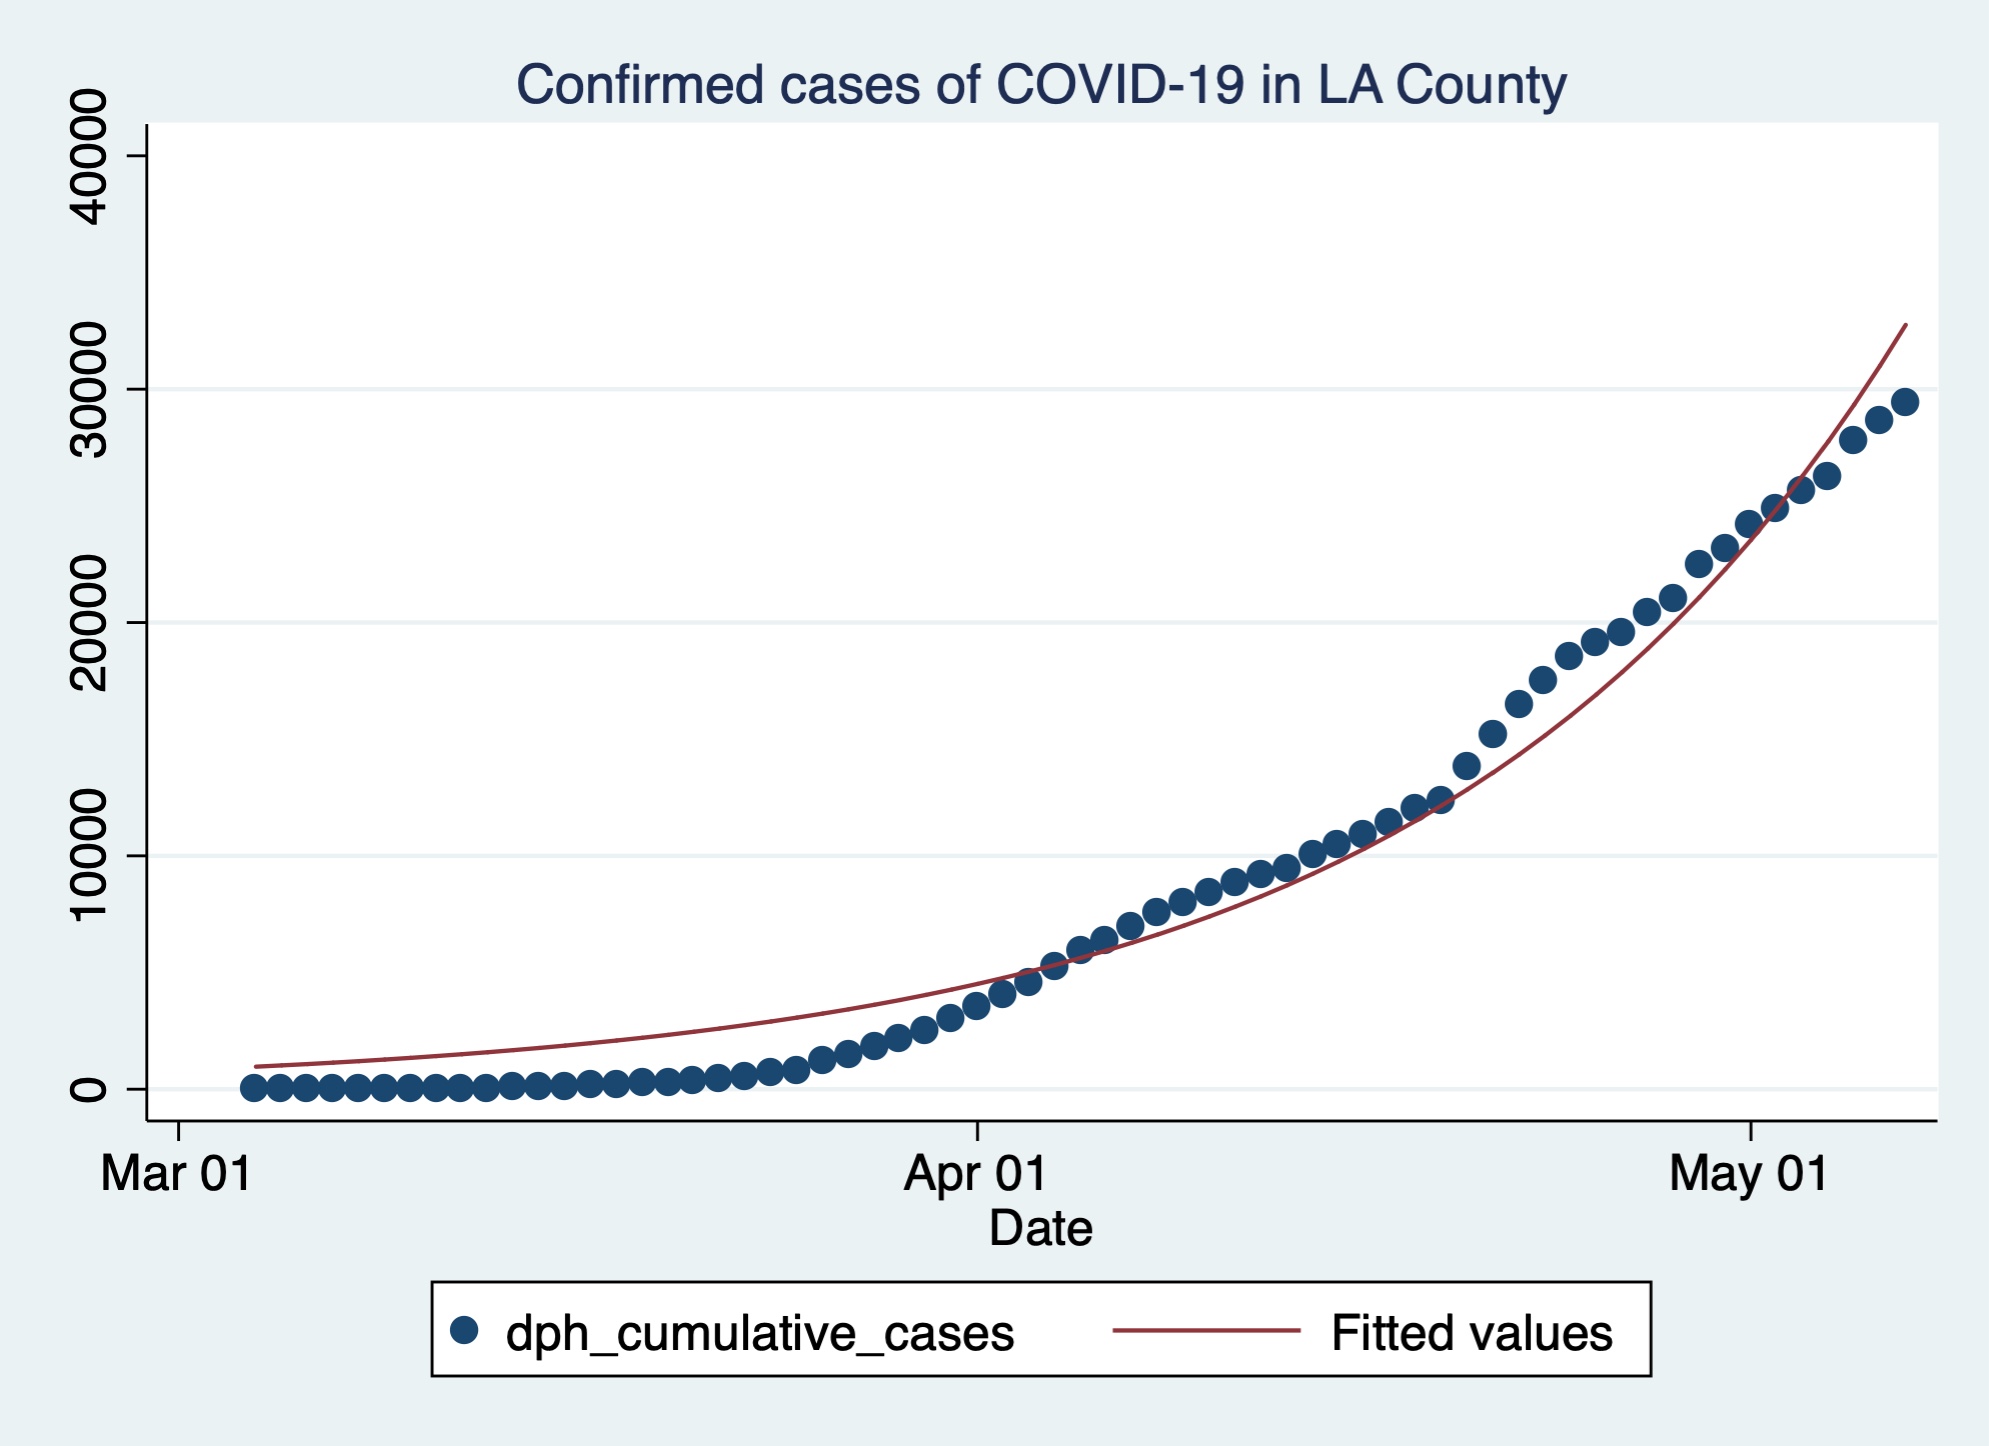 Confirmed cases of COVID-19 in LA County
40000
30000
20000
10000
0
Mar 01
Apr 01
May 01
Date
dph_cumulative_cases
Fitted values